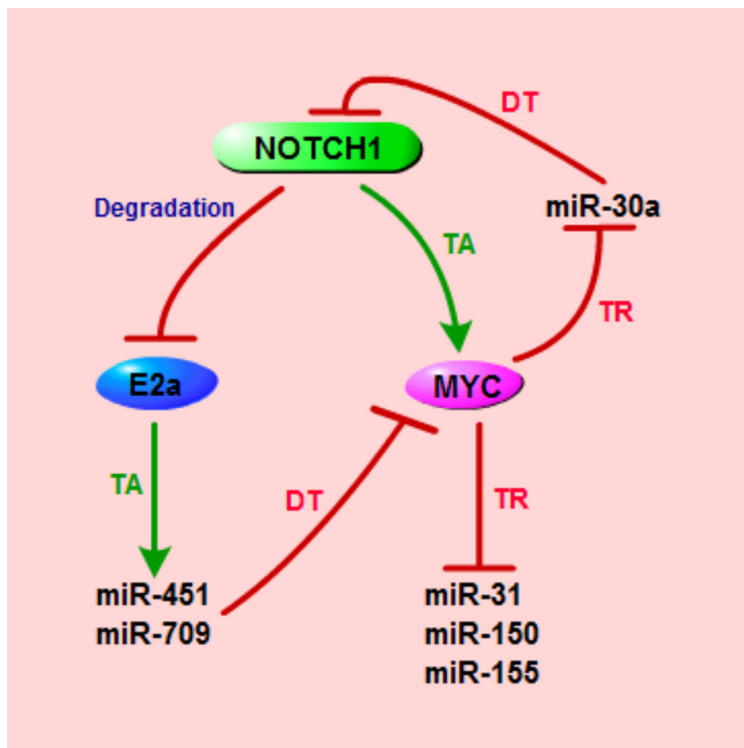 DT
NOTCH1
Degradation
miR-30a
TA
TR
E2a
MYC
TA
DT
TR
miR-451
miR-709
miR-31
miR-150
miR-155